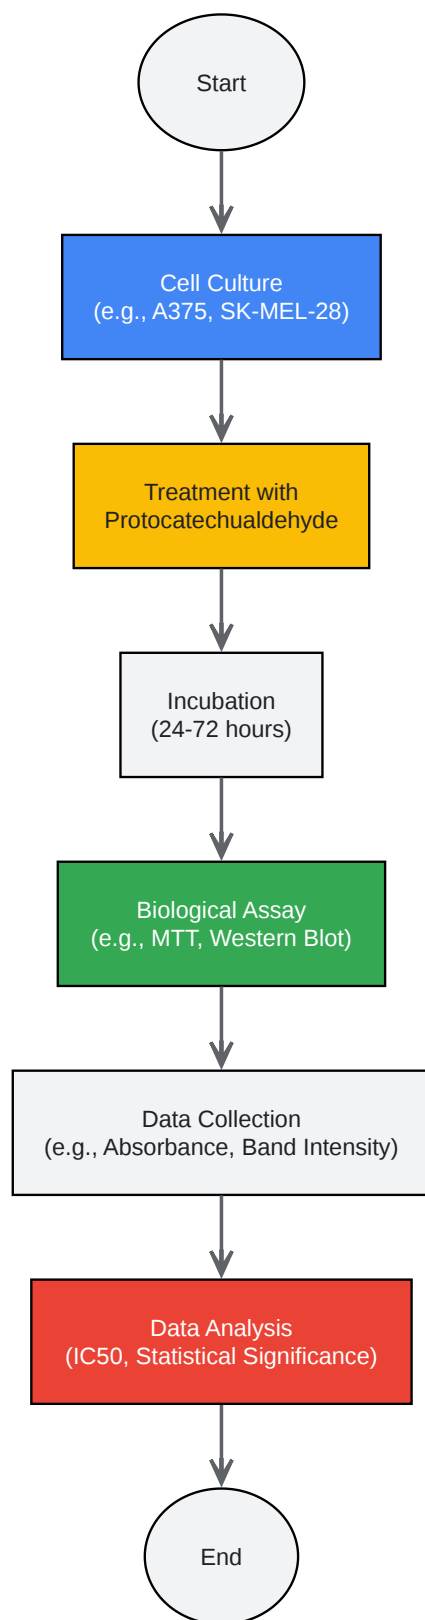 Start
Cell Culture
(e.g., A375, SK-MEL-28)
Treatment with
Protocatechualdehyde
Incubation
(24-72 hours)
Biological Assay
(e.g., MTT, Western Blot)
Data Collection
(e.g., Absorbance, Band Intensity)
Data Analysis
(IC50, Statistical Significance)
End